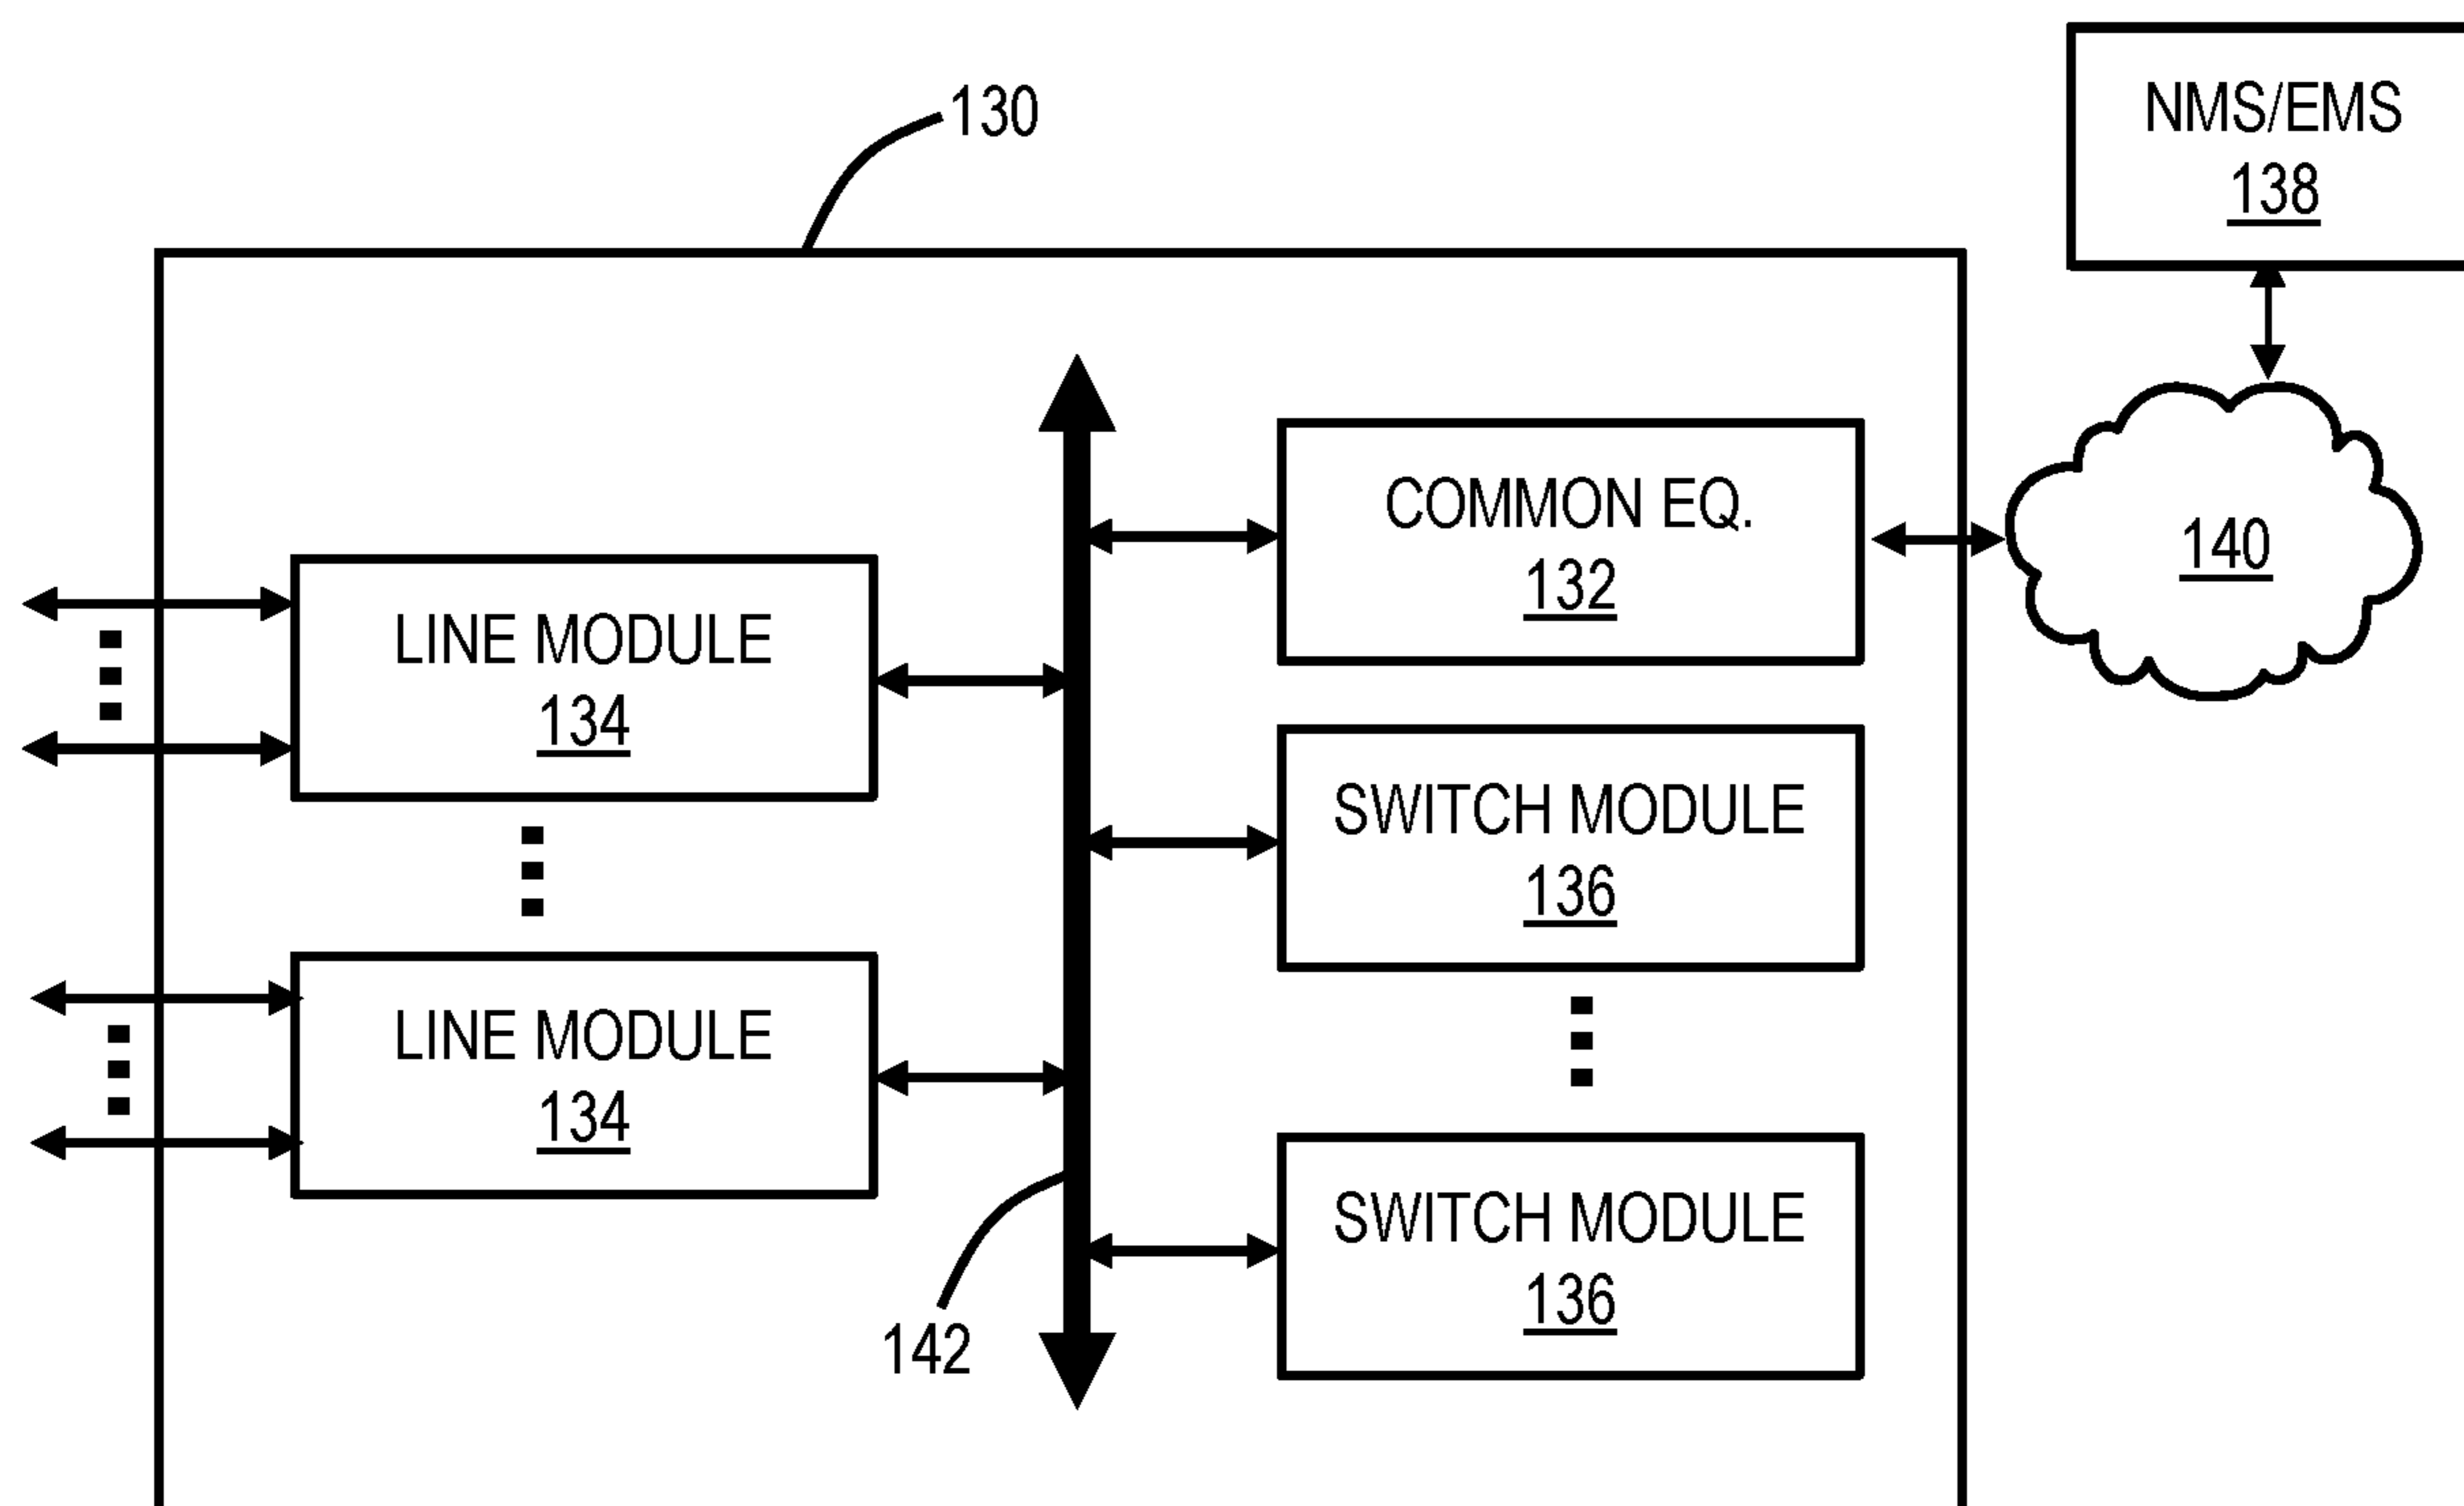 130
NMS/EMS
138
COMMON EQ.
132
140
LINE MODULE
134
SWITCH MODULE
136
LINE MODULE
134
SWITCH MODULE
136
142